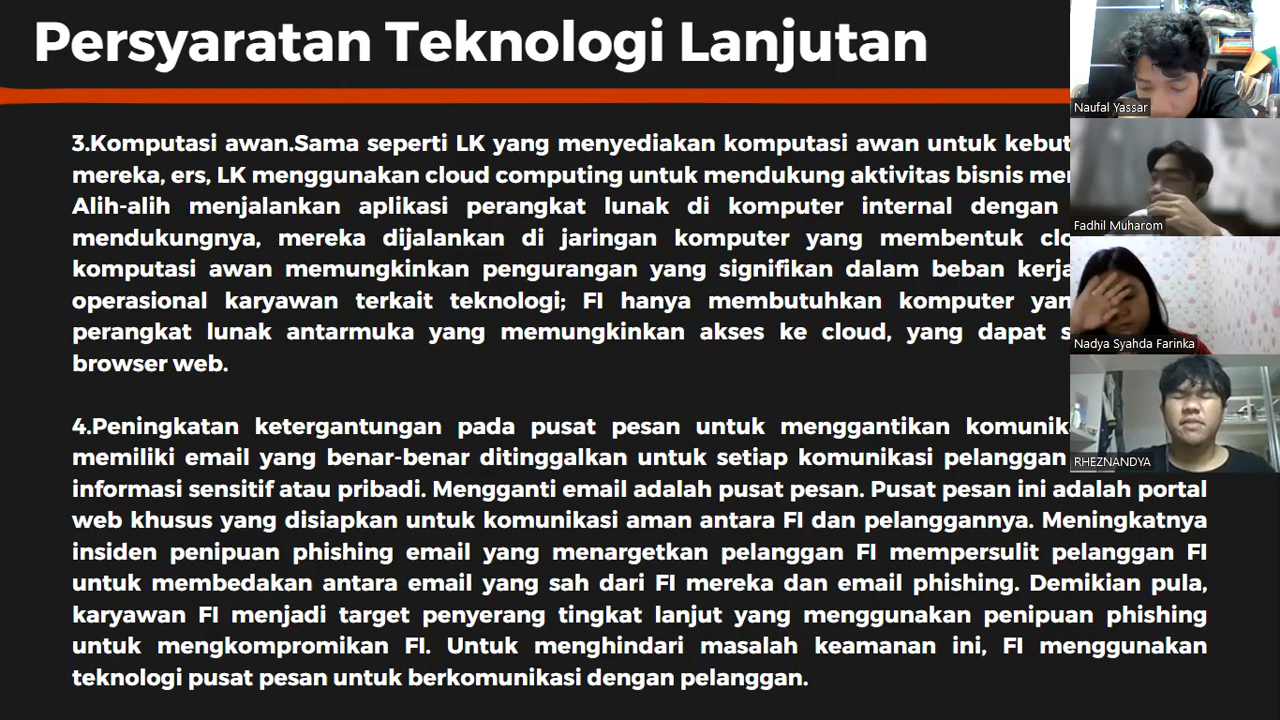 Persyaratan Teknologi Lanjutan
3.Komputasi awan.Sama seperti LK yang menyediakan komputasi awan untuk
mereka, ers, LK menggunakan cloud computing untuk mendukung aktivitas bisnis
Alih-alih menjalankan aplikasi perangkat lunak di komputer internal dengan
mendukungnya, mereka dijalankan di jaringan komputer yang membentuk
komputasi awan memungkinkan pengurangan yang signifikan dalam beban kerja
operasional karyawan terkait teknologi; FI hanya membutuhkan komputer
perangkat lunak antarmuka yang memungkinkan akses ke cloud, yang dapat
browser web.
4.Peningkatan ketergantungan pada pusat pesan untuk menggantikan
memiliki email yang benar-benar ditinggalkan untuk setiap komunikasi pelanggan
informasi sensitif atau pribadi. Mengganti email adalah pusat pesan. Pusat pesan ini adalah portal
web khusus yang disiapkan untuk komunikasi aman antara FI dan pelanggannya. Meningkatnya
insiden penipuan phishing email yang menargetkan pelanggan FI mempersulit pelanggan FI
untuk membedakan antara email yang sah dari FI mereka dan email phishing. Demikian pula,
karyawan FI menjadi target penyerang tingkat lanjut yang menggunakan penipuan phishing
untuk mengkompromikan FI. Untuk menghindari masalah keamanan ini, FI menggunakan
teknologi pusat pesan untuk berkomunikasi dengan pelanggan.
Naufal Yassar
Fadhil Muharom
Nadya Syahda Farinka
RHEZNANDYA